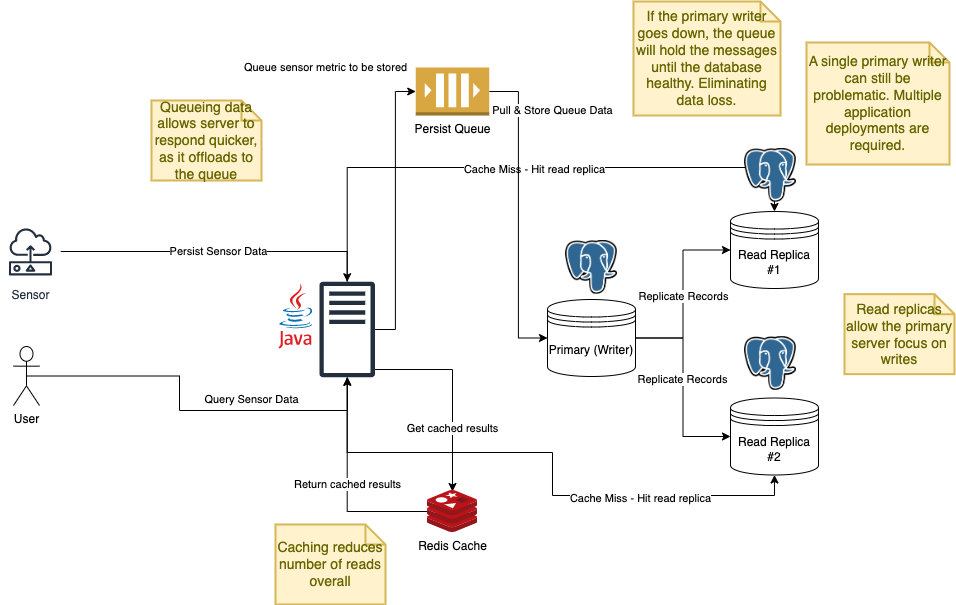 If the primary writer
goes down, the queue
will hold the messages
until the database
healthy. Eliminating
data loss.
A single primary writer
can still be
problematic. Multiple
application
deployments are
required.
Queue sensor metric to be stored
Pull & Store Queue Data
Persist Queue
Queueing data
allows server to
respond quicker,
as it offloads to
the queue
Cache Miss - Hit read replica
Persist Sensor Data
Read Replica
#1
Sensor
Replicate Records
Java
Primary (Writer)
Read replicas
allow the primary
server focus on
writes
Replicate Records
User
Query Sensor Data
Get cached results
Read Replica
#2
Return cached results
Cache Miss - Hit read replica
Redis Cache
Caching reduces
number of reads
overall